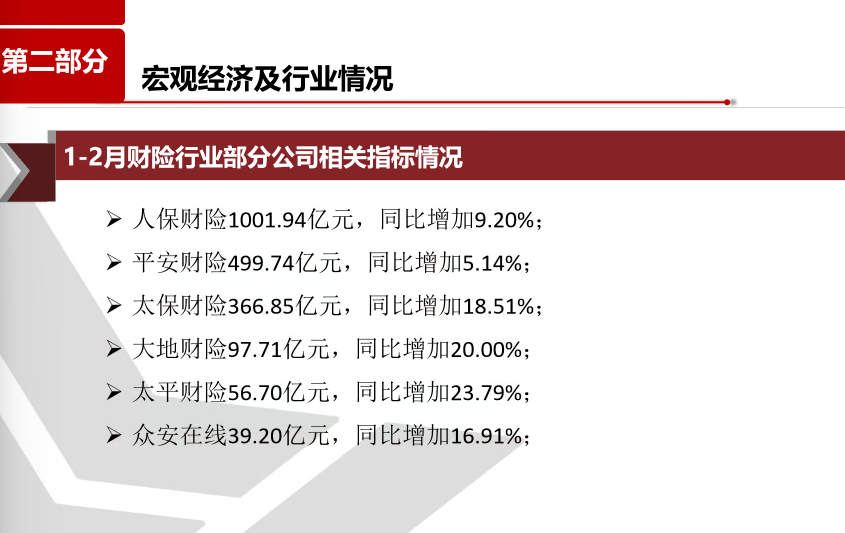 第二部分
宏观经济及行业情况
1-2月财险行业部分公司相关指标情况
➢ 人保财险1001.94亿元，同比增加9.20%；
➢ 平安财险499.74亿元，同比增加5.14%；
➢ 太保财险366.85亿元，同比增加18.51%；
➢ 大地财险97.71亿元，同比增加20.00%；
➢ 太平财险56.70亿元，同比增加23.79%；
➢ 众安在线39.20亿元，同比增加16.91%；